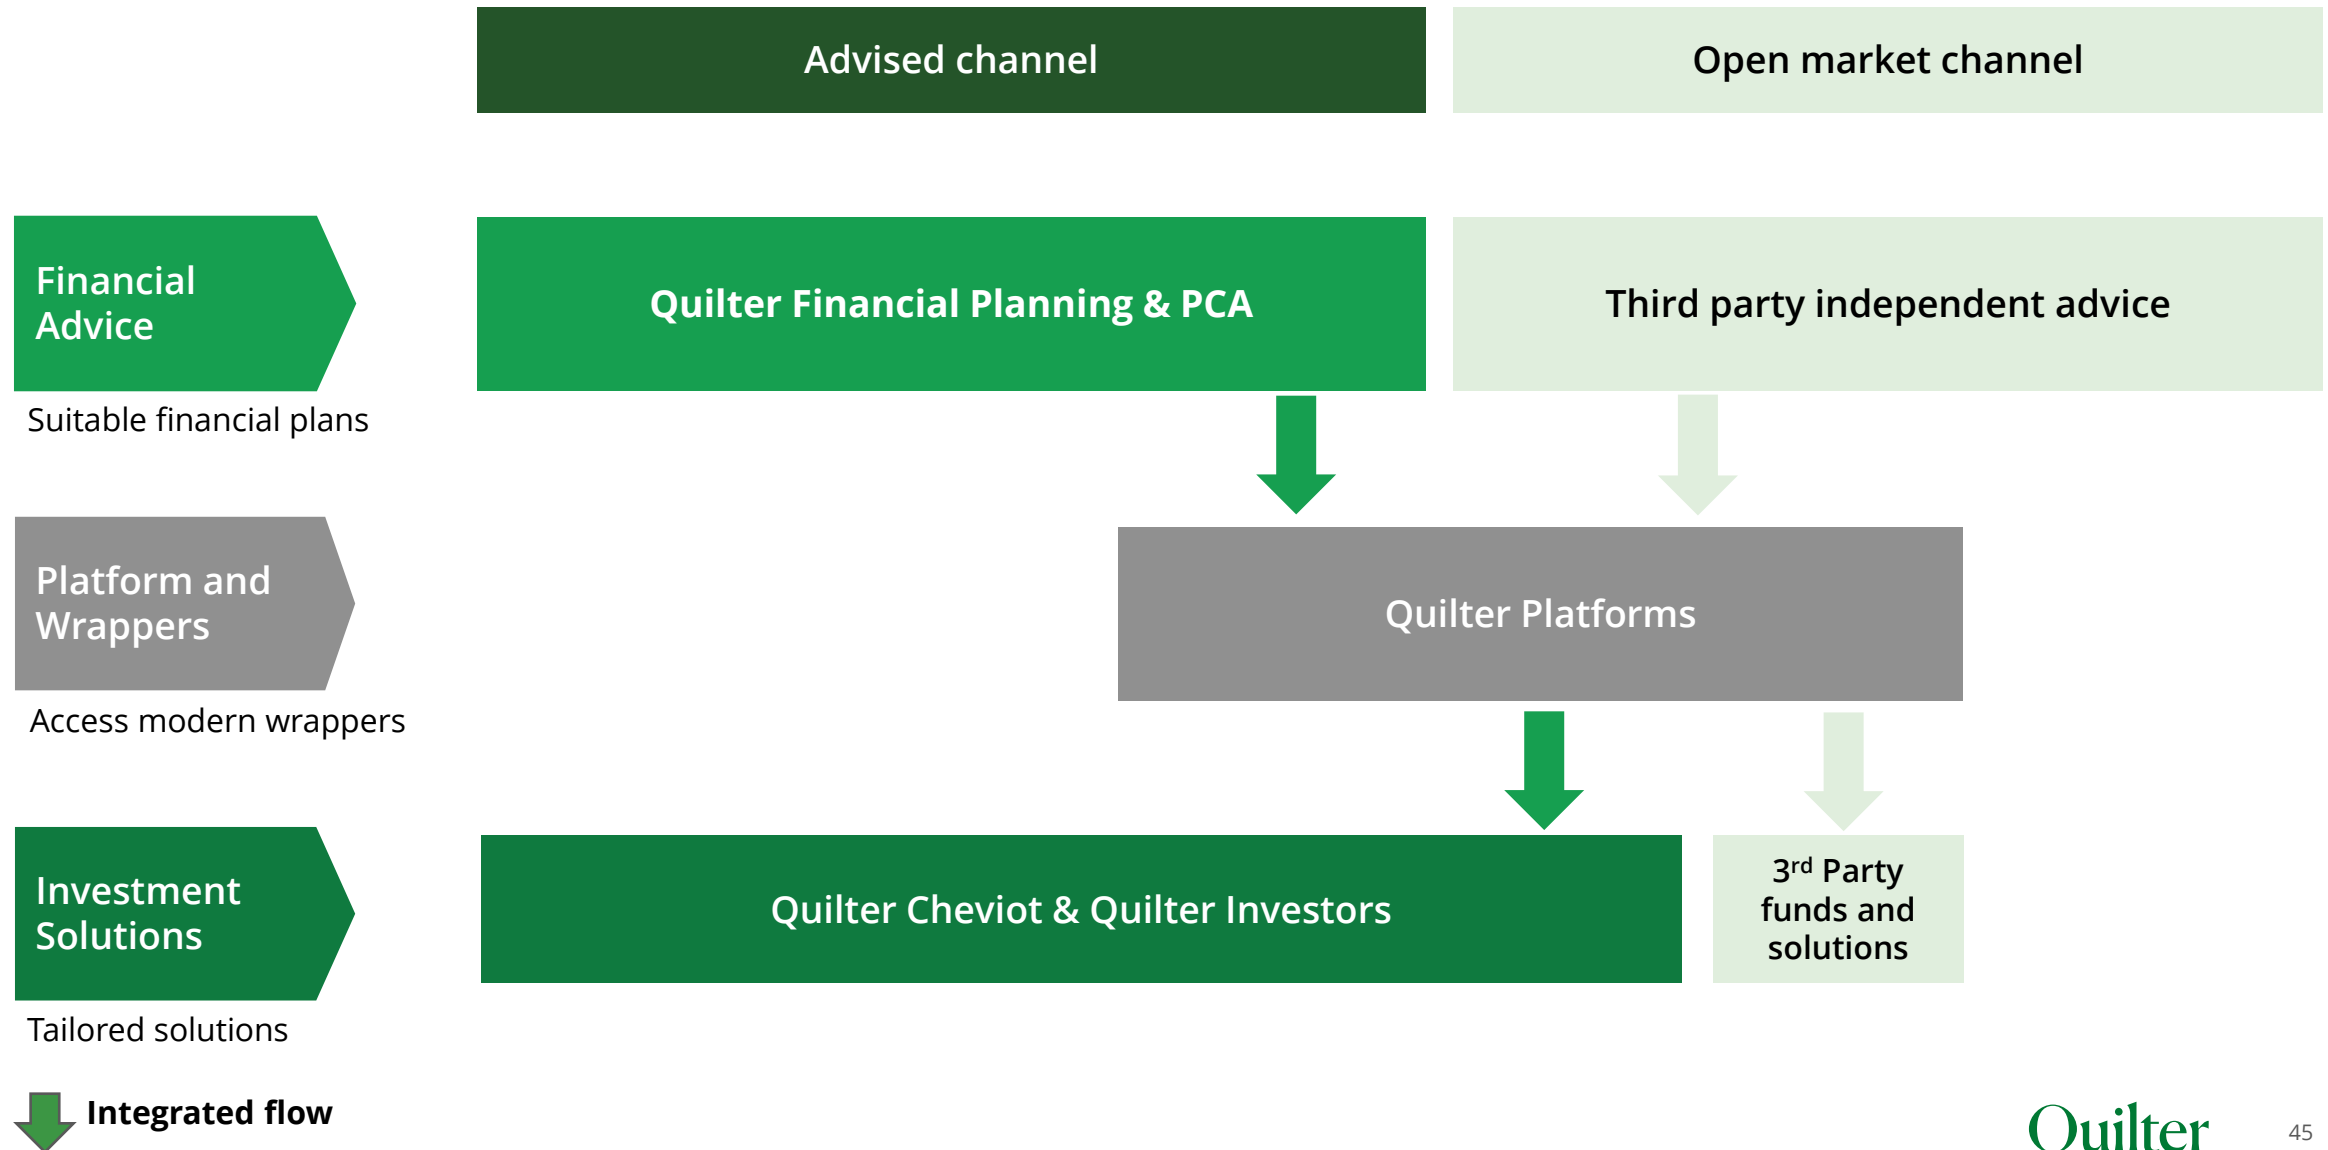 Advised channel
Open market channel
Financial
Advice
Quilter Financial Planning & PCA
Third party independent advice
Suitable financial plans
Platform and
Wrappers
Quilter Platforms
Access modern wrappers
Investment
Solutions
Quilter Cheviot & Quilter Investors
3rd Party
funds and
solutions
Tailored solutions
Integrated flow
Quilter
45